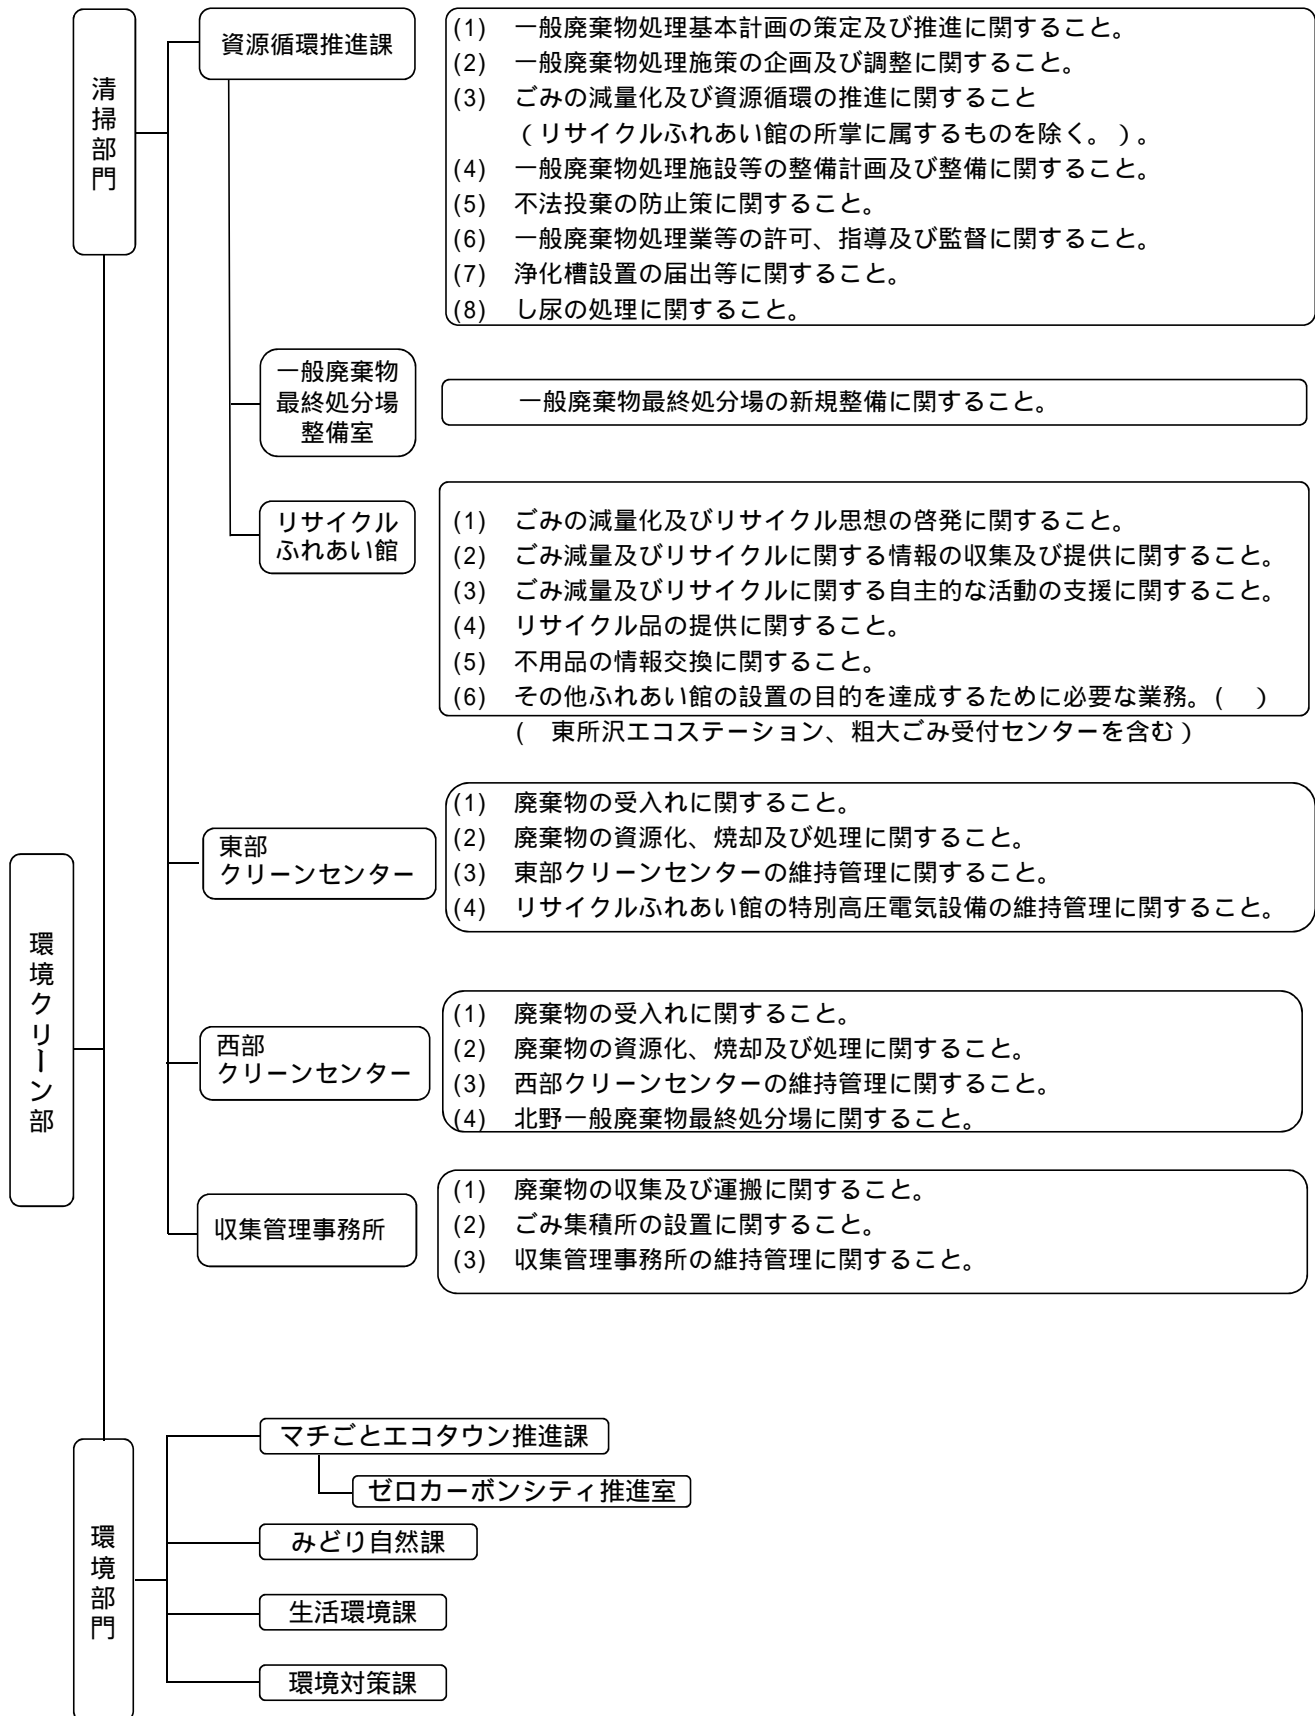 清掃部門
資源循環推進課
(1) 一般廃棄物処理基本計画の策定及び推進に関すること。
(2) 一般廃棄物処理施策の企画及び調整に関すること。
(3) ごみの減量化及び資源循環の推進に関すること
（リサイクルふれあい館の所掌に属するものを除く。）。
(4) 一般廃棄物処理施設等の整備計画及び整備に関すること。
(5) 不法投棄の防止策に関すること。
(6) 一般廃棄物処理業等の許可、指導及び監督に関すること。
(7) 浄化槽設置の届出等に関すること。
(8) し尿の処理に関すること。
一般廃棄物
最終処分場
整備室
一般廃棄物最終処分場の新規整備に関すること。
リサイクル
ふれあい館
(1) ごみの減量化及びリサイクル思想の啓発に関すること。
(2) ごみ減量及びリサイクルに関する情報の収集及び提供に関すること。
(3) ごみ減量及びリサイクルに関する自主的な活動の支援に関すること。
(4) リサイクル品の提供に関すること。
(5) 不用品の情報交換に関すること。
(6) その他ふれあい館の設置の目的を達成するために必要な業務。(　)
(　東所沢エコステーション、粗大ごみ受付センターを含む)
東部
クリーンセンター
(1) 廃棄物の受入れに関すること。
(2) 廃棄物の資源化、焼却及び処理に関すること。
(3) 東部クリーンセンターの維持管理に関すること。
(4) リサイクルふれあい館の特別高圧電気設備の維持管理に関すること。
環境クリーン部
西部
クリーンセンター
(1) 廃棄物の受入れに関すること。
(2) 廃棄物の資源化、焼却及び処理に関すること。
(3) 西部クリーンセンターの維持管理に関すること。
(4) 北野一般廃棄物最終処分場に関すること。
収集管理事務所
(1) 廃棄物の収集及び運搬に関すること。
(2) ごみ集積所の設置に関すること。
(3) 収集管理事務所の維持管理に関すること。
環境部門
マチごとエコタウン推進課
ゼロカーボンシティ推進室
みどり自然課
生活環境課
環境対策課